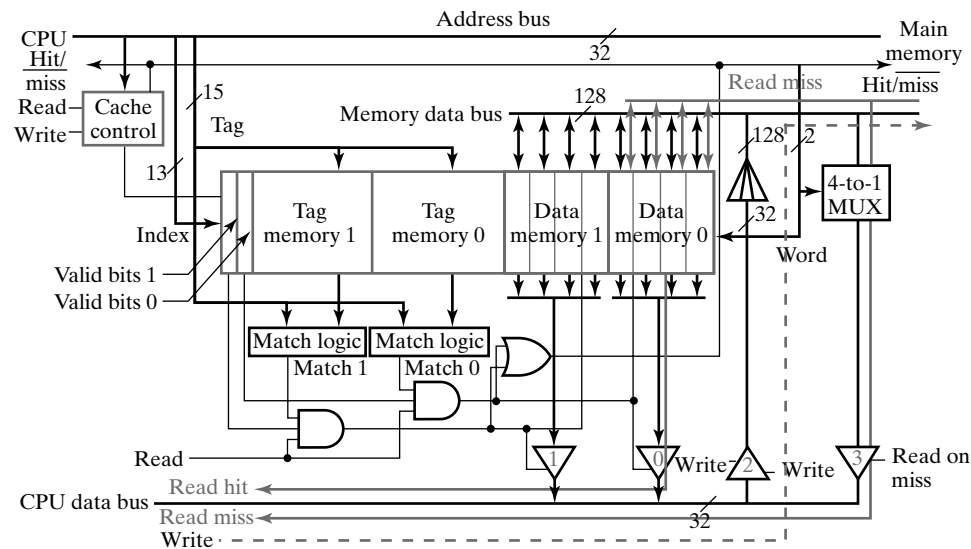 Address bus
CPU
Main
memory
32
Hit/
miss
Read miss
Hit/miss
15
128
Read
Write
Cache
control
Memory data bus
Tag
128
2
13
4-to-1
MUX
Tag
memory 1
Tag
memory 0
Data
memory 1
Data
memory 0
32
Index
Word
Valid bits 1
Valid bits 0
Match logic
Match logic
Match 1
Match 0
Read
1
0
Write
2
Write
3
Read on
miss
Read hit
CPU data bus
Read miss
32
Write